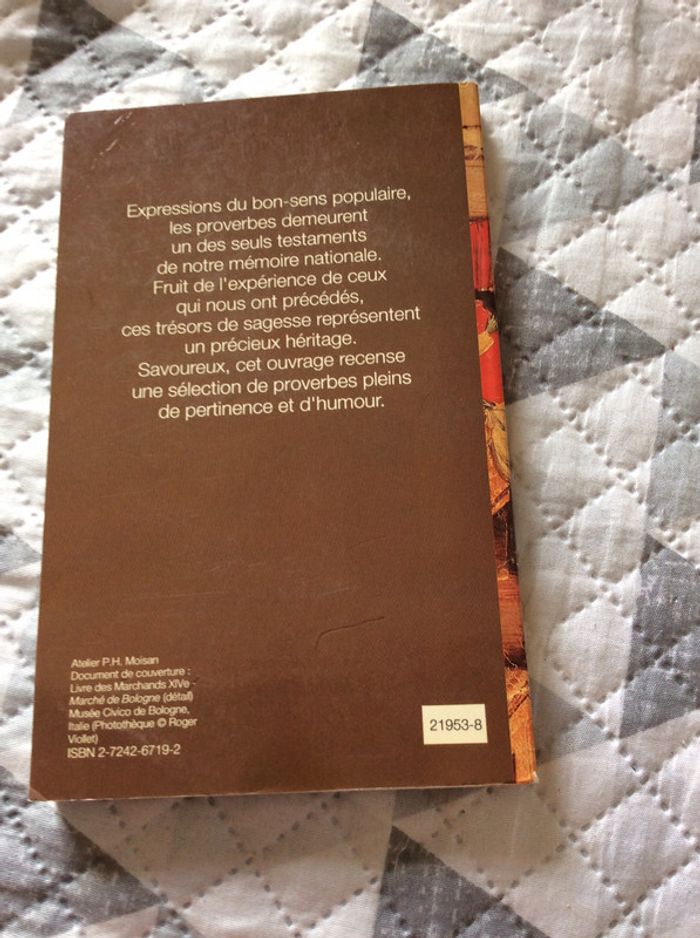 Expressions du bon-sens populaire,
les proverbes demeurent
un des seuls testaments
de notre mémoire nationale.
Fruit de l'expérience de ceux
qui nous ont précédés,
ces trésors de sagesse représentent
un précieux héritage.
Savoureux, cet ouvrage recense
une sélection de proverbes pleins
de pertinence et d'humour.
Atelier P.H. Moisan
Document de couverture :
Livre des Marchands XIVe -
Marché de Bologne (détail)
Musée Civico de Bologne,
Italie (Photothèque © Roger
Viollet)
ISBN 2-7242-6719-2
21953-8